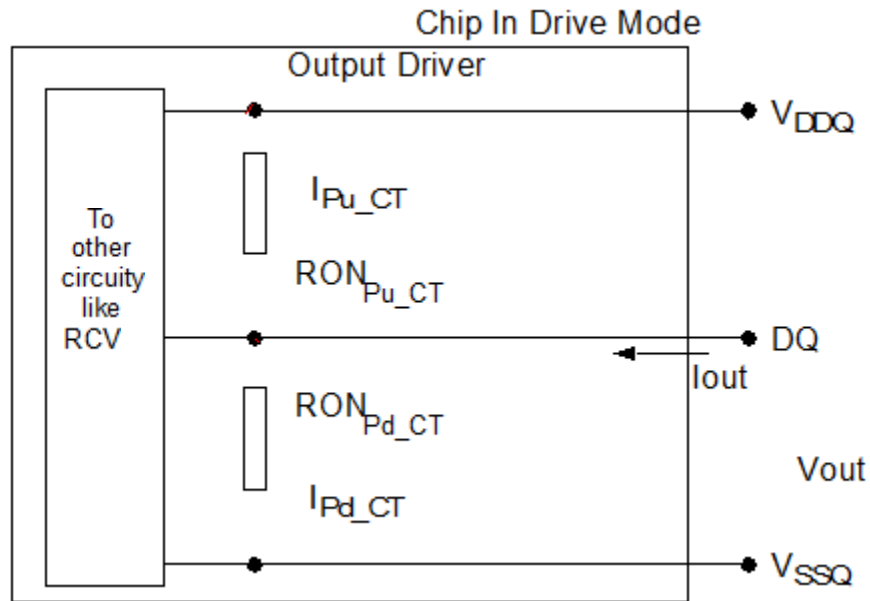 Chip In Drive Mode
Output Driver
VDDQ
IPu_CT
To
other
circuity
like
RCV
RONPu_CT
DQ
Iout
RONPd_CT
Vout
IPd_CT
VSSQ